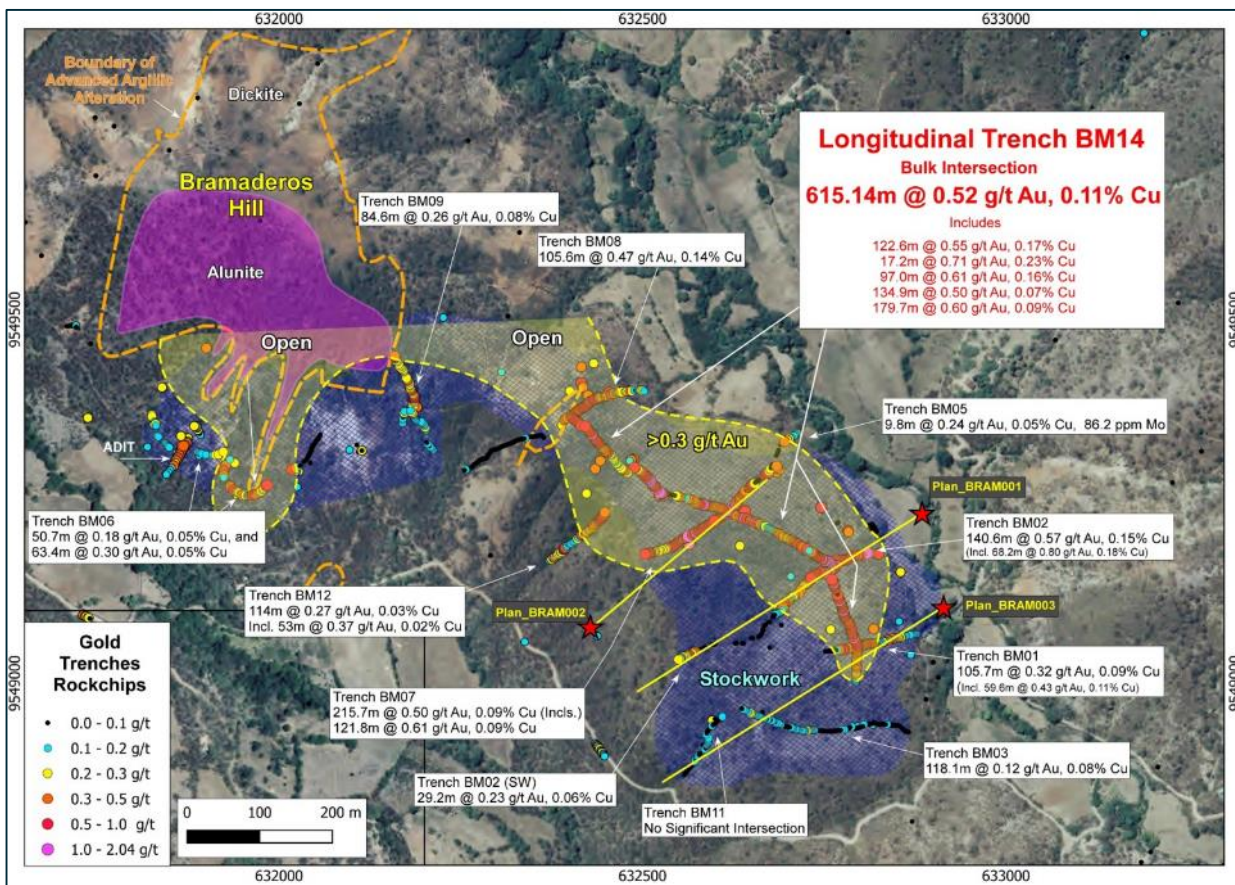 632000
632500
633000
Boundary of
Advanced Argillic
Alteration
Dickite
Bramaderos
Hill
Alunite
Trench BM09
84.6m @ 0.26 g/t Au, 0.08% Cu
Trench BM08
105.6m @ 0.47 g/t Au, 0.14% Cu
Longitudinal Trench BM14
Bulk Intersection
615.14m @ 0.52 g/t Au, 0.11% Cu
Includes
122.6m @ 0.55 g/t Au, 0.17% Cu
17.2m @ 0.71 g/t Au, 0.23% Cu
97.0m @ 0.61 g/t Au, 0.16% Cu
134.9m @ 0.50 g/t Au, 0.07% Cu
179.7m @ 0.60 g/t Au, 0.09% Cu
9549500
9549500
Open
Open
>0.3 g/t Au
Trench BM05
9.8m @ 0.24 g/t Au, 0.05% Cu, 86.2 ppm Mo
ADIT
Plan_BRAM001
Trench BM06
50.7m @ 0.18 g/t Au, 0.05% Cu, and
63.4m @ 0.30 g/t Au, 0.05% Cu
Trench BM02
140.6m @ 0.57 g/t Au, 0.15% Cu
(Incl. 68.2m @ 0.80 g/t Au, 0.18% Cu)
Trench BM12
114m @ 0.27 g/t Au, 0.03% Cu
Incl. 53m @ 0.37 g/t Au, 0.02% Cu
Plan_BRAM002
Plan_BRAM003
Trench BM01
105.7m @ 0.32 g/t Au, 0.09% Cu
(Incl. 59.6m @ 0.43 g/t Au, 0.11% Cu)
Stockwork
9549000
9549000
Trench BM07
215.7m @ 0.50 g/t Au, 0.09% Cu (Incls.)
121.8m @ 0.61 g/t Au, 0.09% Cu
Trench BM03
118.1m @ 0.12 g/t Au, 0.08% Cu
Trench BM02 (SW)
29.2m @ 0.23 g/t Au, 0.06% Cu
Trench BM11
No Significant Intersection
Gold
Trenches
Rockchips
0.0 - 0.1 g/t
0.1 - 0.2 g/t
0.2 - 0.3 g/t
0.3 - 0.5 g/t
0.5 - 1.0 g/t
1.0 - 2.04 g/t
0 100 200 m
632000
632500
633000